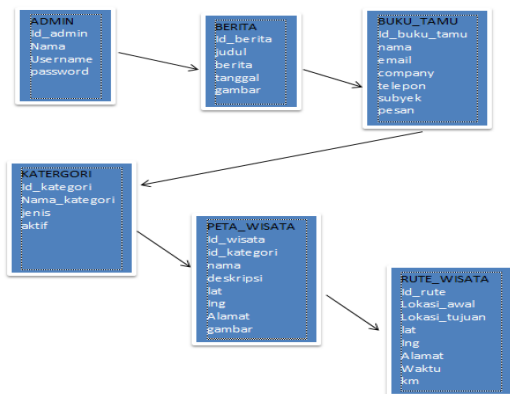 ADMIN
Id_admin
Nama
Username
password
BERITA
Id_berita
judul
berita
tanggal
gambar
BUKU_TAMU
Id_buku_tamu
nama
email
company
telepon
subyek
pesan
KATERGORI
Id_kategori
Nama_kategori
jenis
aktif
PETA_WISATA
Id_wisata
id_kategori
nama
deskripsi
lat
lng
Alamat
gambar
RUTE_WISATA
Id_rute
Lokasi_awal
Lokasi_tujuan
lat
lng
Alamat
Waktu
km